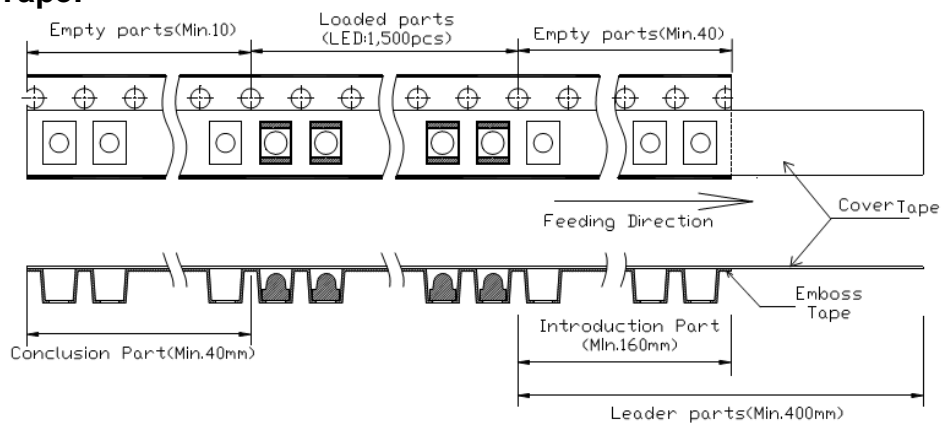 Tape:
Loaded parts
Empty parts(Min.10)
(LED:1,500pcs)
Empty parts(Min.40)
Cover Tape
Feeding Direction
Emboss
Tape
Introduction Part
(MIn.160mm)
Conclusion Part(Min.40mm)
Leader parts(Min.400mm)